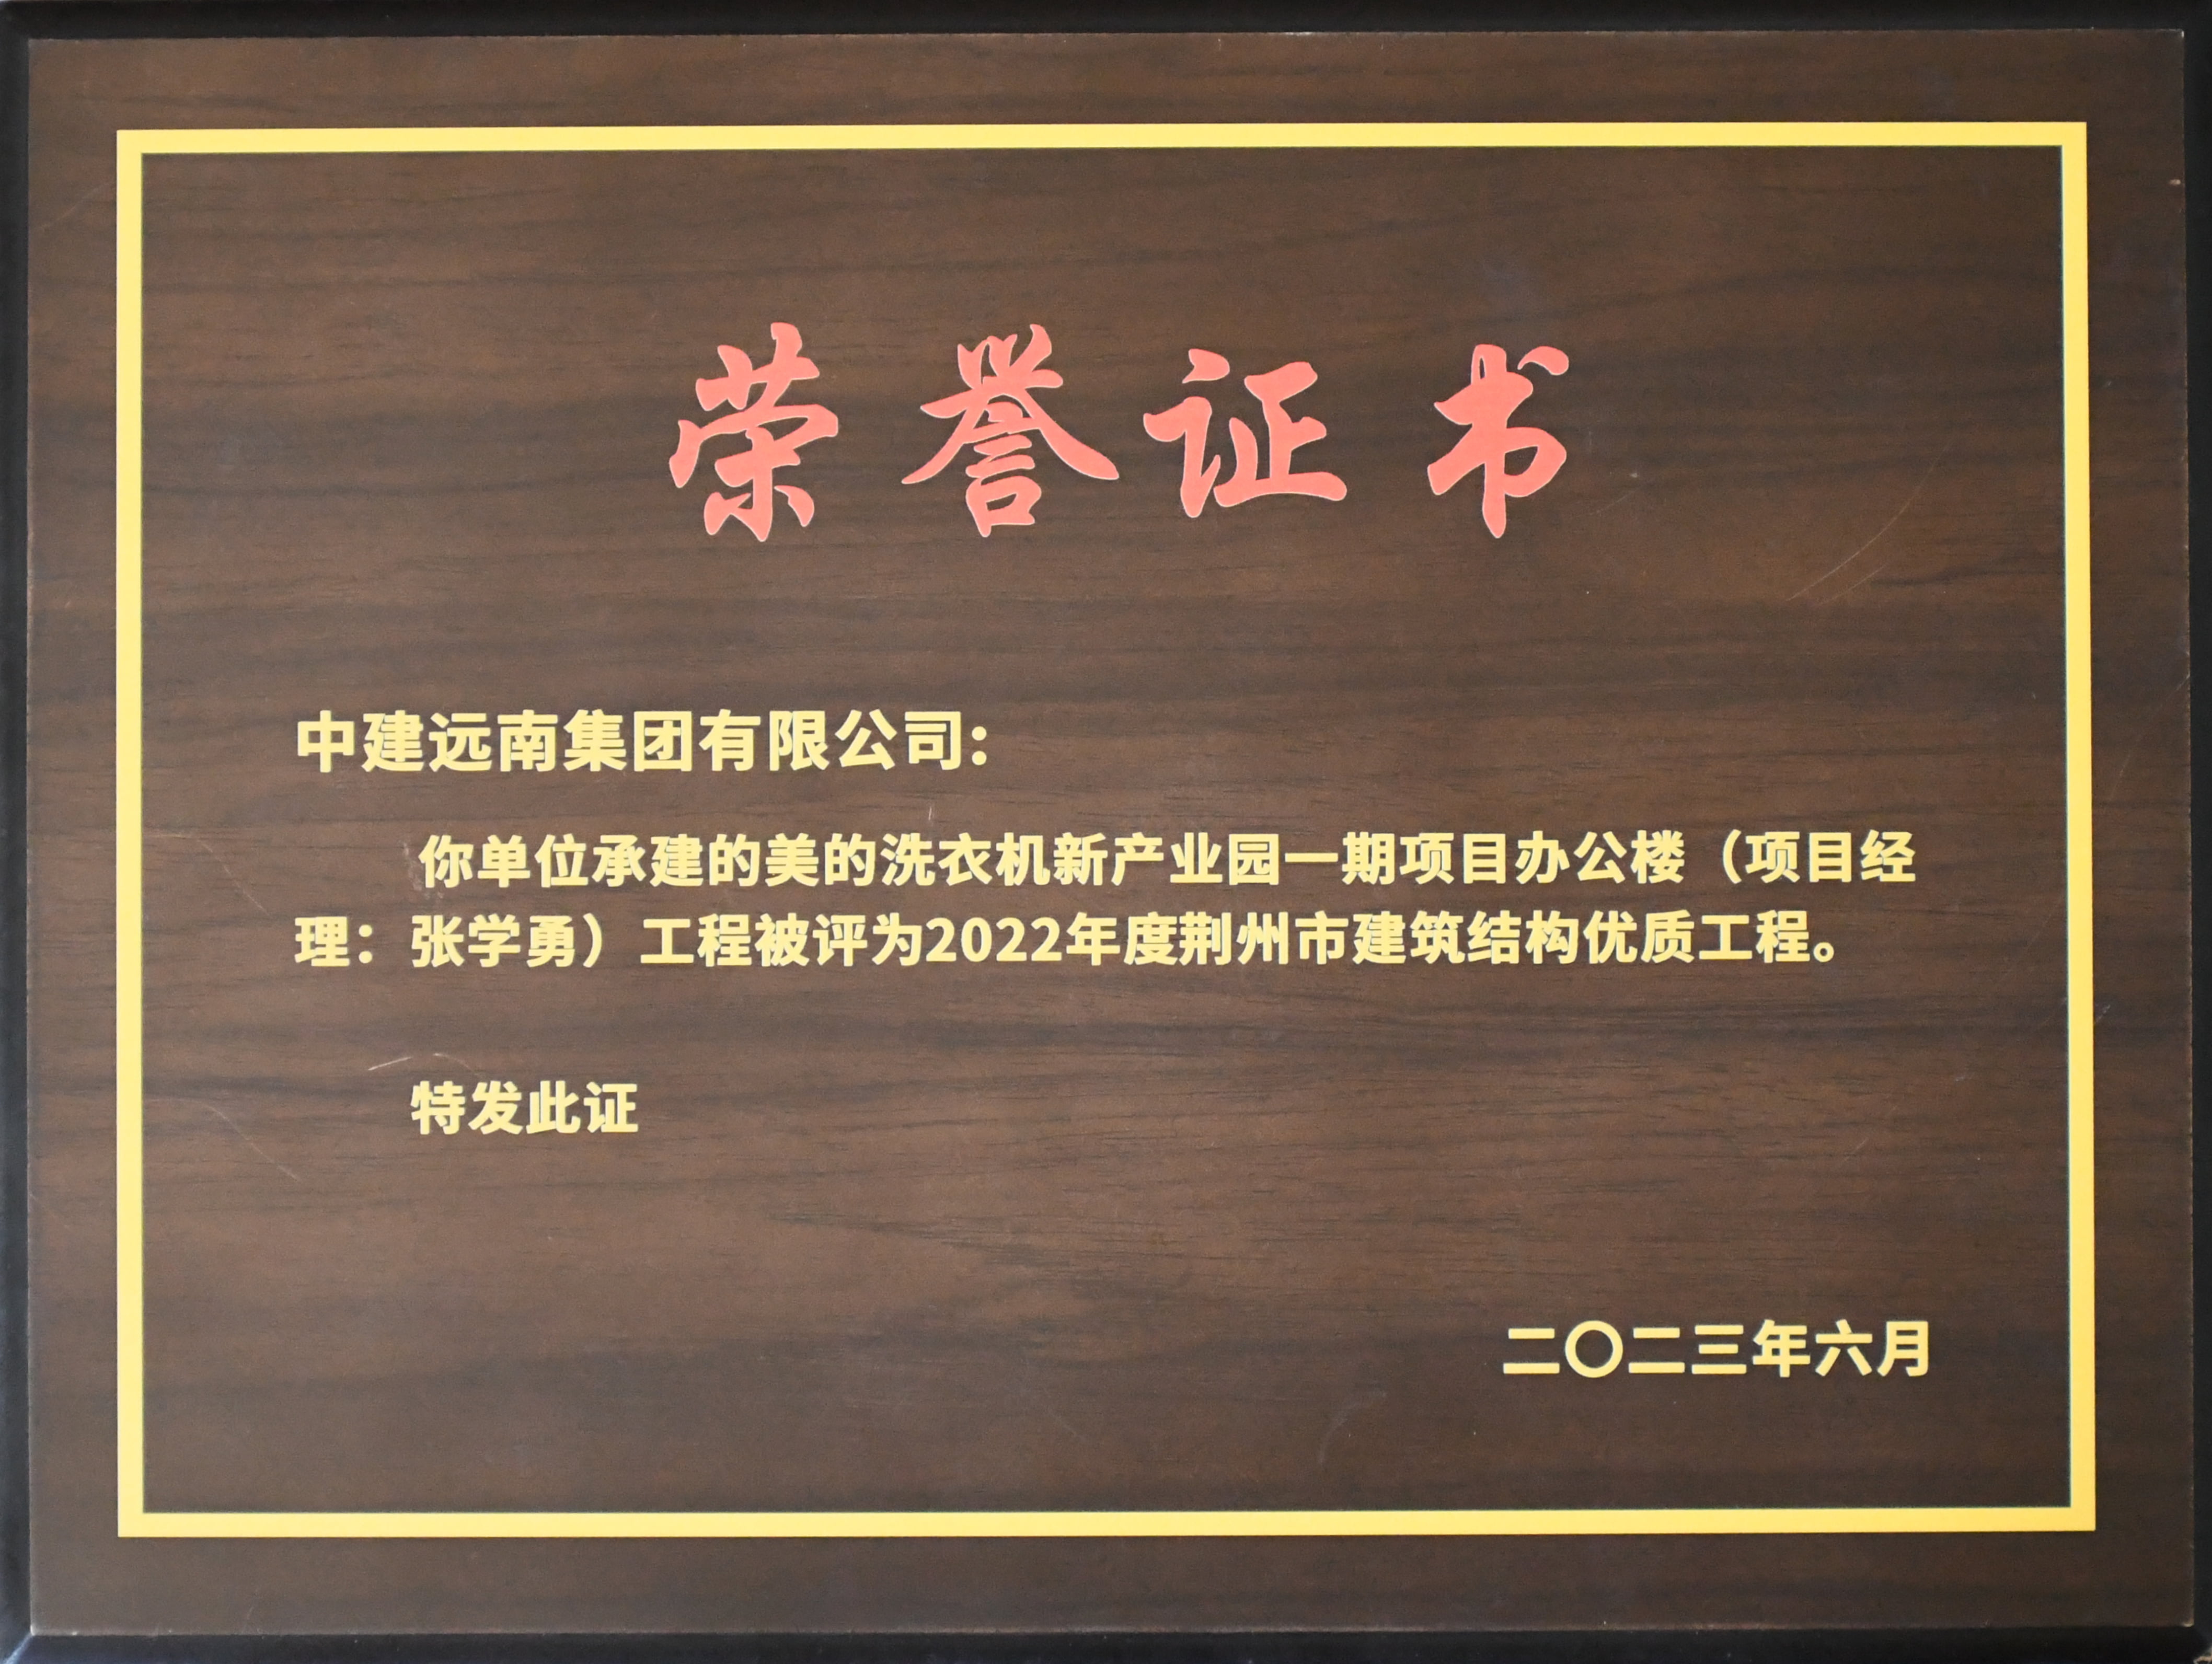 荣誉证书
中建远南集团有限公司：
你单位承建的美的洗衣机新产业园一期项目办公楼（项目经
理：张学勇）工程被评为2022年度荆州市建筑结构优质工程。
特发此证
二〇二三年六月